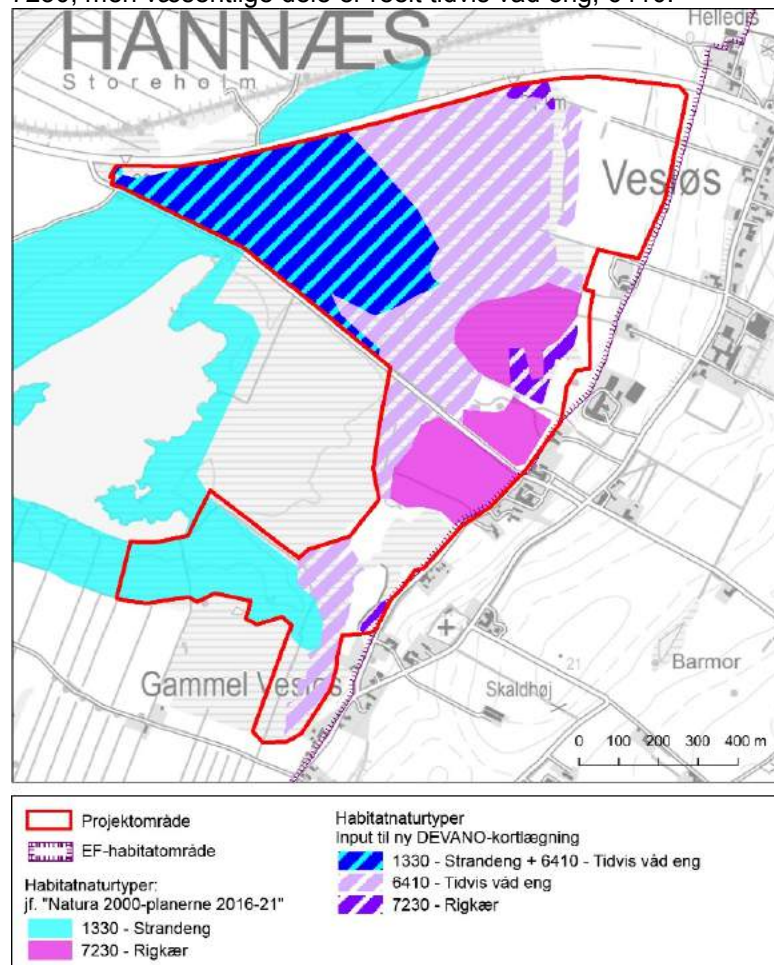 HANNÆS
Storeholm
Helledis
Vesløs
Gammel Vesløs
Skaldhøj
21
Barmor
0 100 200 300 400 m
Projektområde
EF-habitatområde
Habitatnaturtyper:
jf. "Natura 2000-planerne 2016-21"
1330 - Strandeng
7230 - Rigkær
Habitatnaturtyper
Input til ny DEVANO-kortlægning
1330 - Strandeng + 6410 - Tidvis våd eng
6410 - Tidvis våd eng
7230 - Rigkær